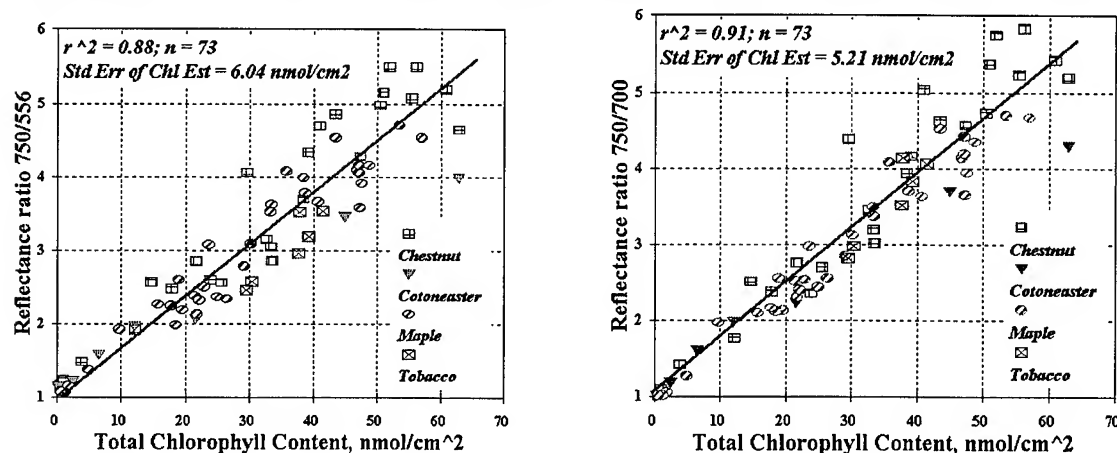 r ^2 = 0.88; n = 73
Std Err of Chl Est = 6.04 nmol/cm2
Reflectance ratio 750/556
6
5
4
3
2
1
Chestnut
Cotoneaster
Maple
Tobacco
0 10 20 30 40 50 60 70
Total Chlorophyll Content, nmol/cm^2
r^2 = 0.91; n = 73
Std Err of Chl Est = 5.21 nmol/cm2
Reflectance ratio 750/700
6
5
4
3
2
1
Chestnut
Cotoneaster
Maple
Tobacco
0 10 20 30 40 50 60 70
Total Chlorophyll Content, nmol/cm^2